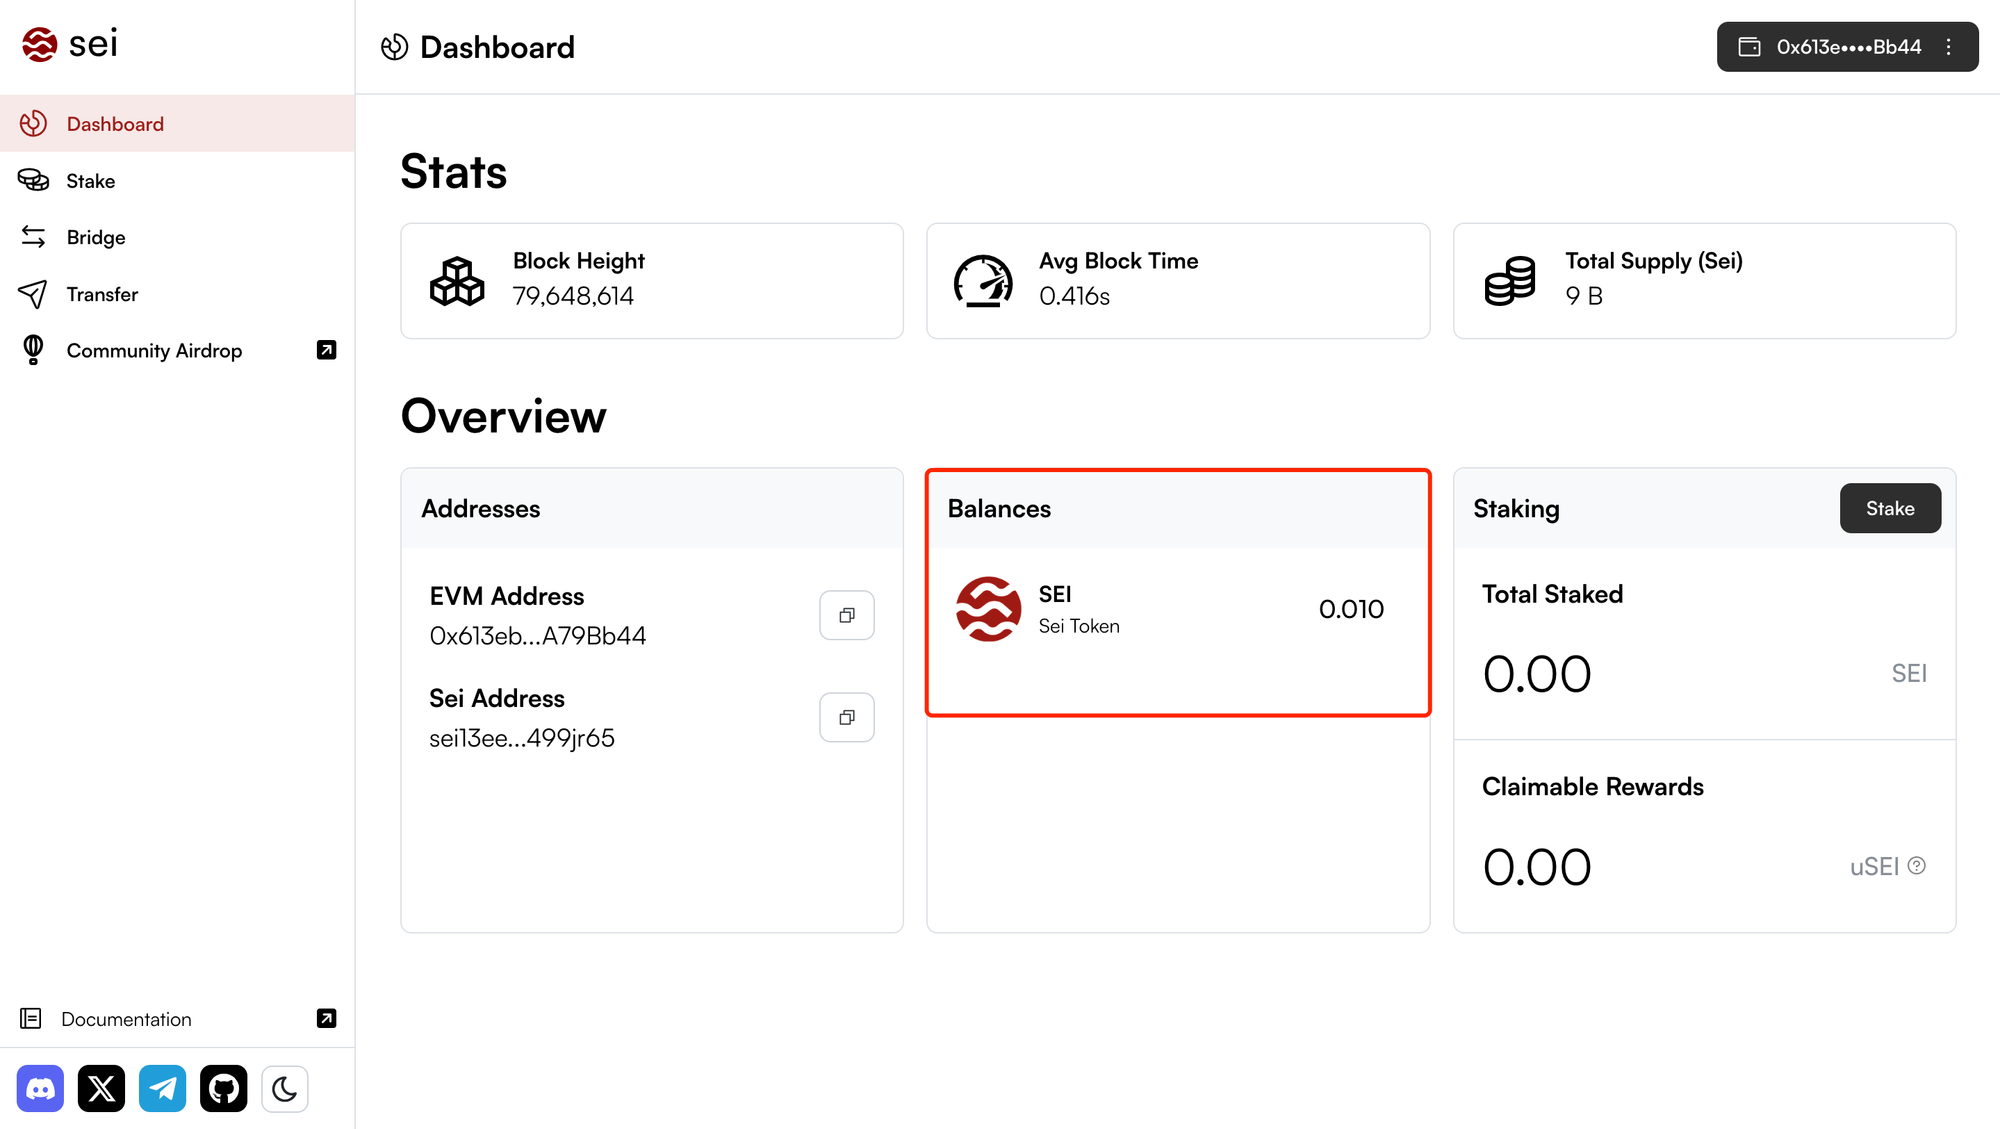 sei
Dashboard
Stake
Bridge
Transfer
Community Airdrop
Documentation
Dashboard
0x613e••••Bb44
Stats
Block Height
79,648,614
Avg Block Time
0.416s
Total Supply (Sei)
9 B
Overview
Addresses
EVM Address
0x613eb...A79Bb44
Sei Address
sei13ee...499jr65
Balances
SEI
Sei Token
0.010
Staking
Stake
Total Staked
0.00
SEI
Claimable Rewards
0.00
uSEI